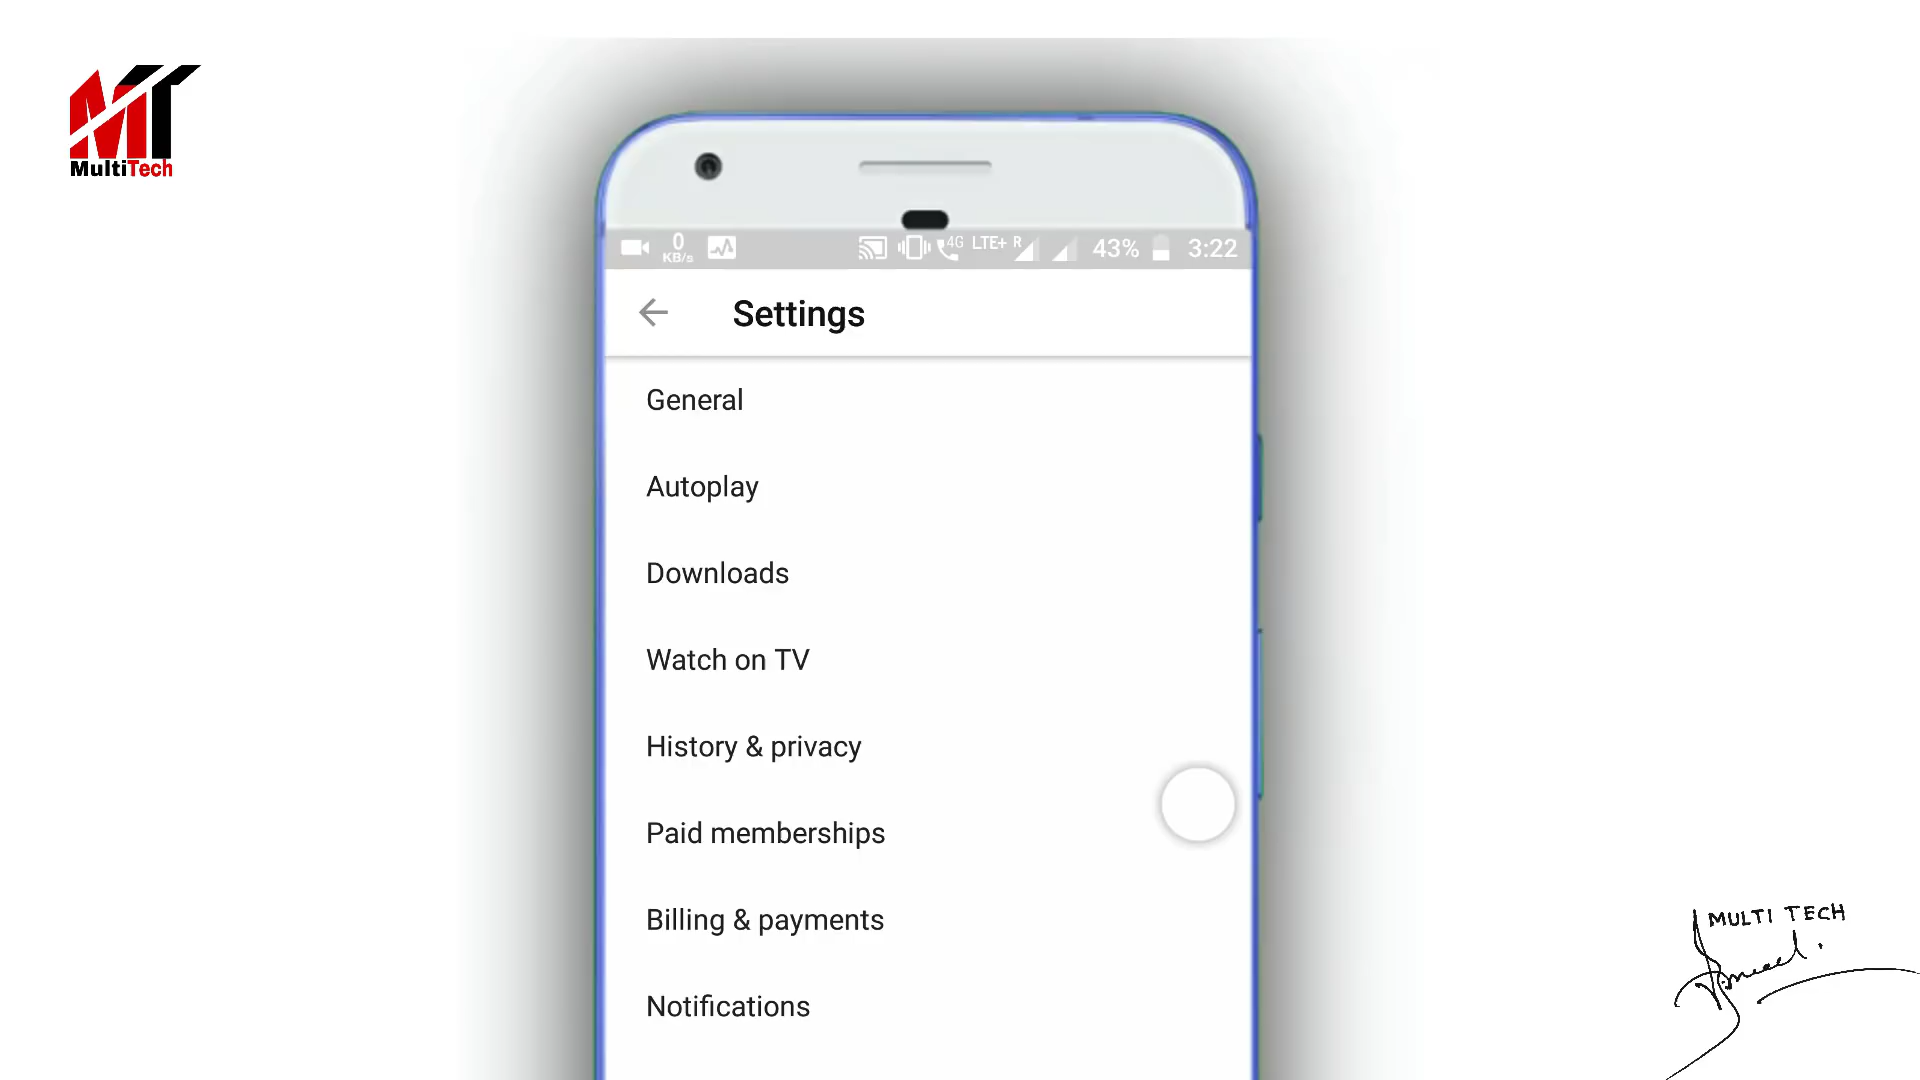 MT
MultiTech
0
KB/s
4G LTE+ R 43% 3:22
Settings
General
Autoplay
Downloads
Watch on TV
History & privacy
Paid memberships
Billing & payments
Notifications
MULTI TECH